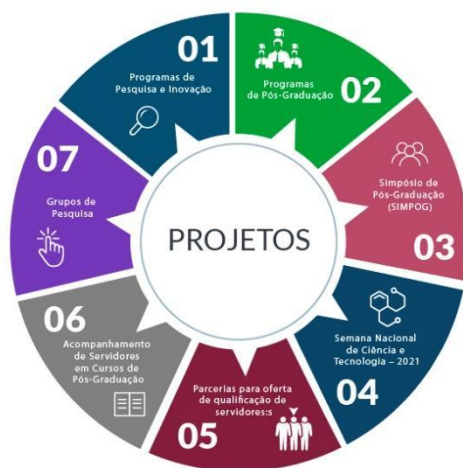 PROJETOS
01
Programas de
Pesquisa e Inovação
02
Programas
de Pós-Graduação
Simpósio de
Pós-Graduação
(SIMPOG)
03
Semana Nacional
de Ciência e
Tecnologia – 2021
04
Parcerias para oferta
de qualificação de
servidores:s
05
06
Acompanhamento
de Servidores
em Cursos de
Pós-Graduação
07
Grupos de
Pesquisa